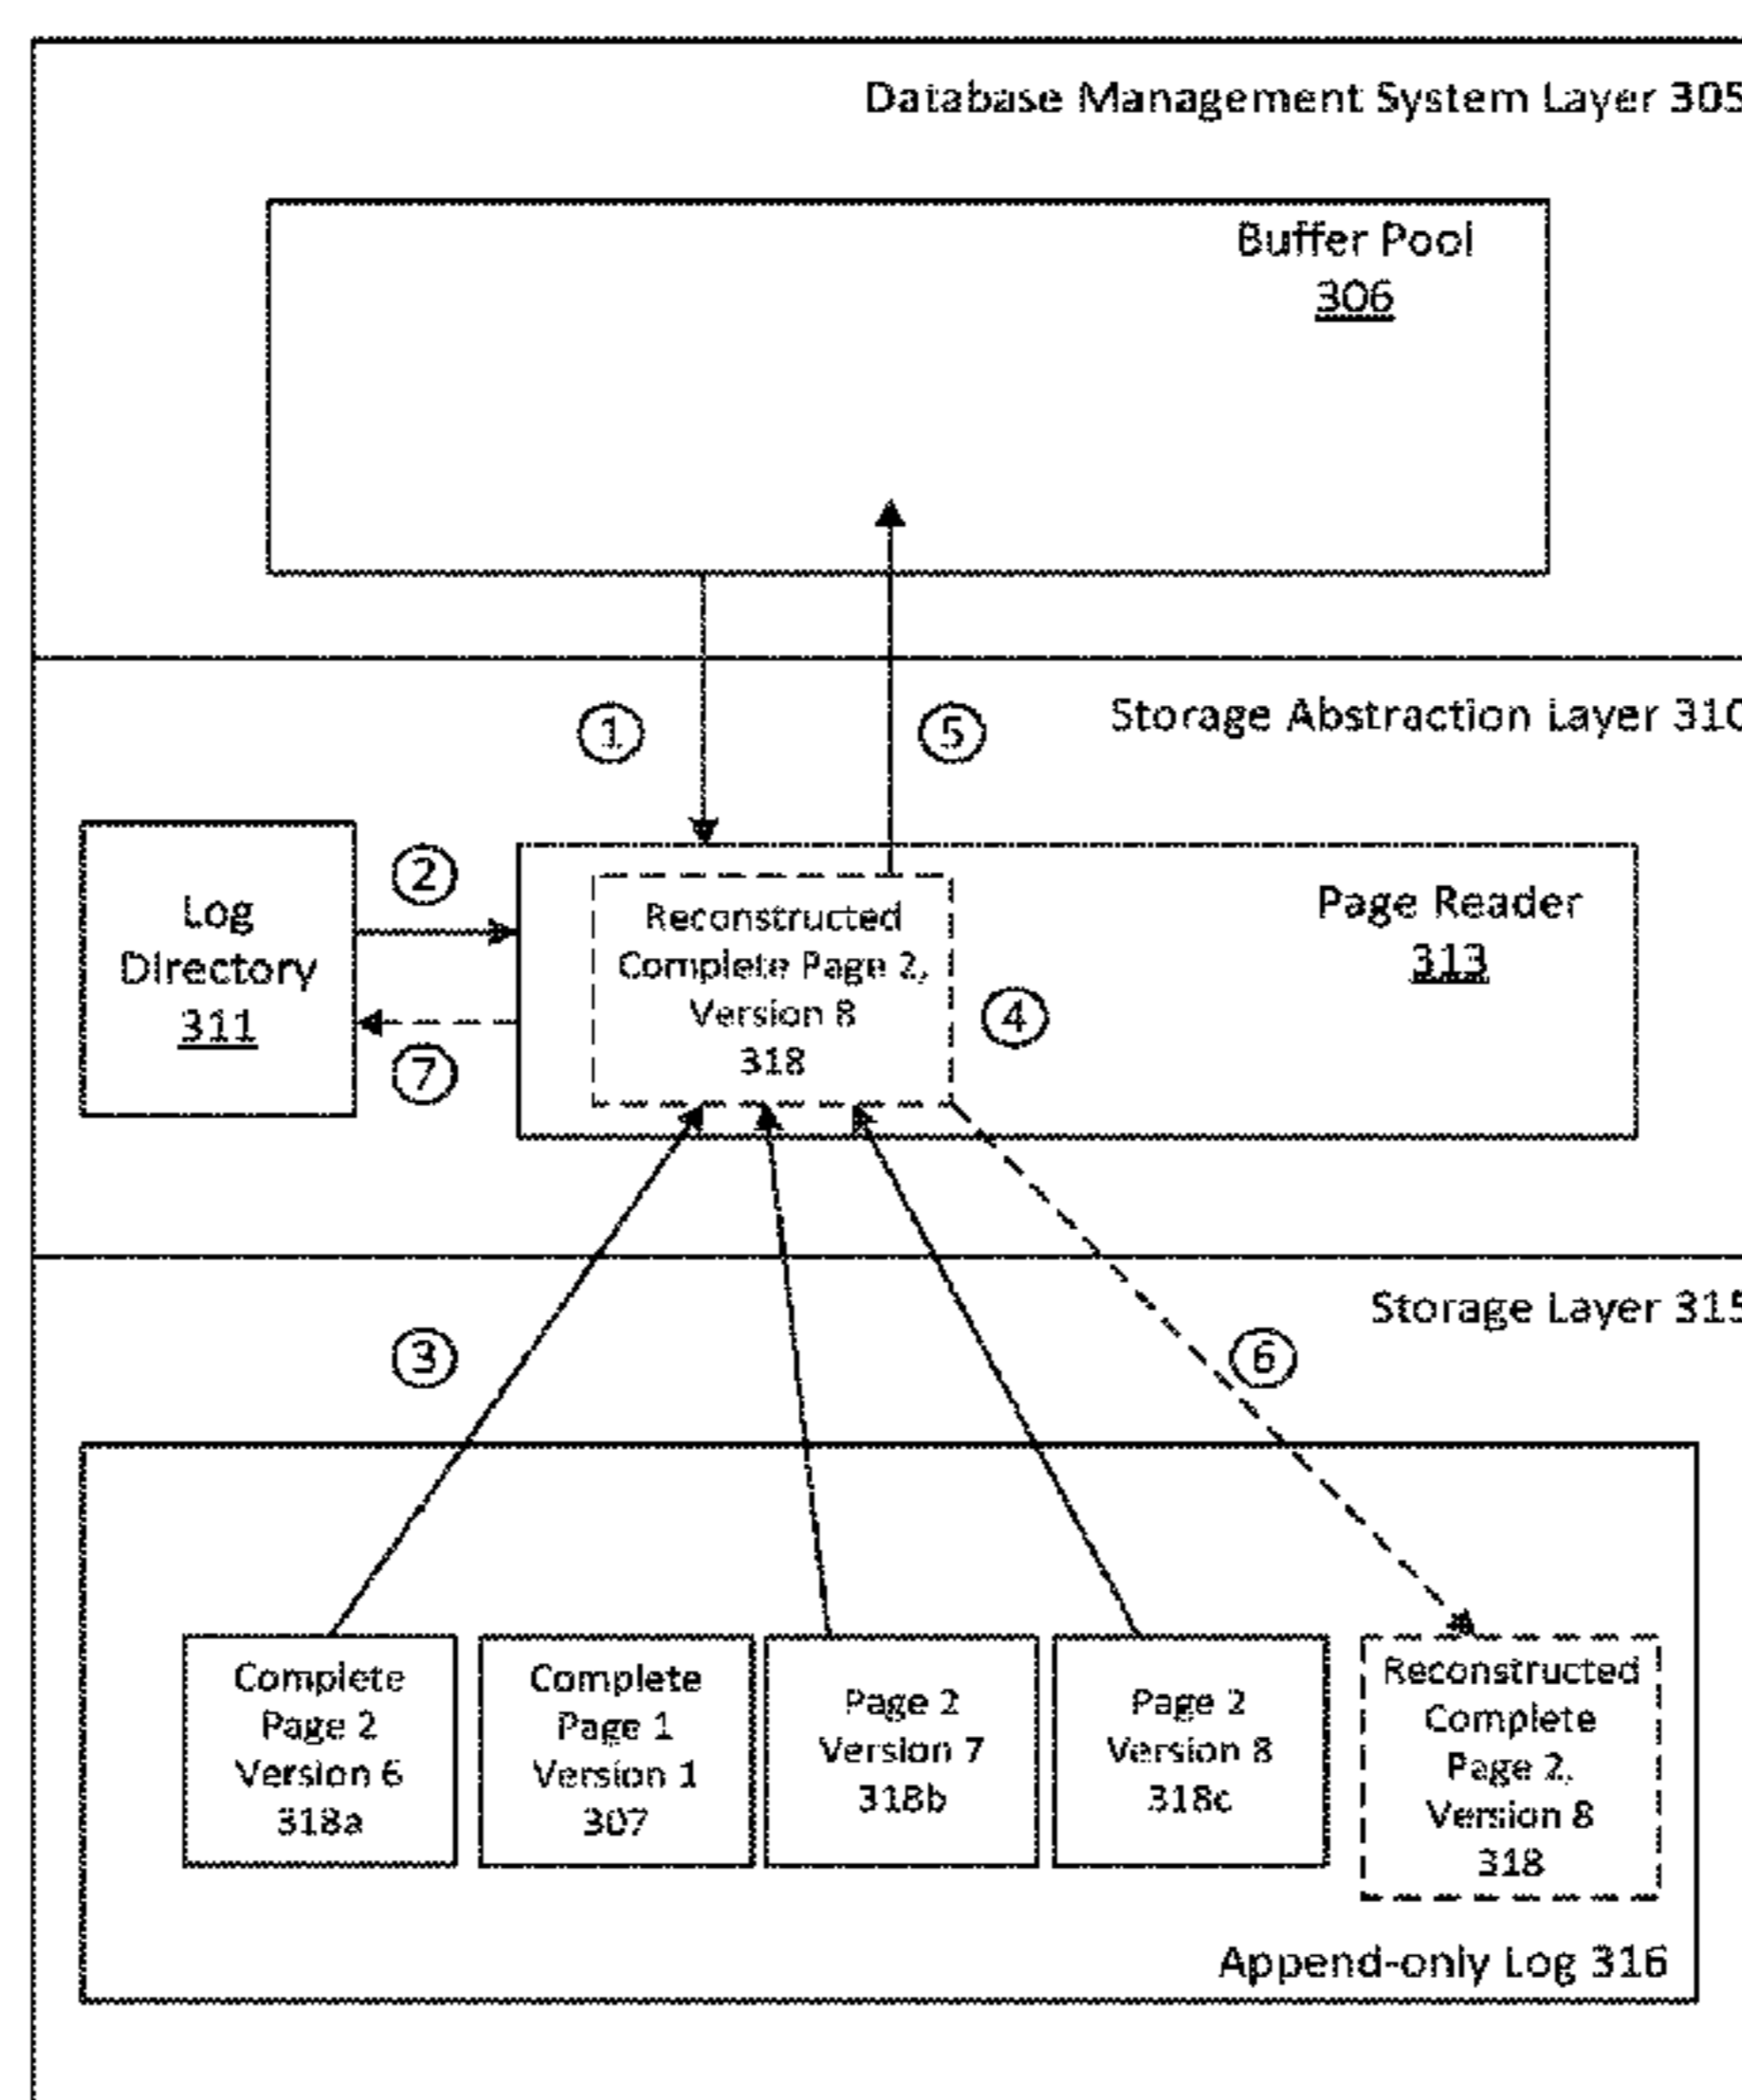 Database Management System Layer 305
Buffer Pool
306
1
5
Storage Abstraction Layer 310
2
Log
Directory
311
7
Reconstructed
Complete Page 2,
Version 8
318
4
Page Reader
313
Storage Layer 315
3
6
Complete
Page 2
Version 6
318a
Complete
Page 1
Version 1
307
Page 2
Version 7
318b
Page 2
Version 8
318c
Reconstructed
Complete
Page 2,
Version 8
318
Append-only Log 316